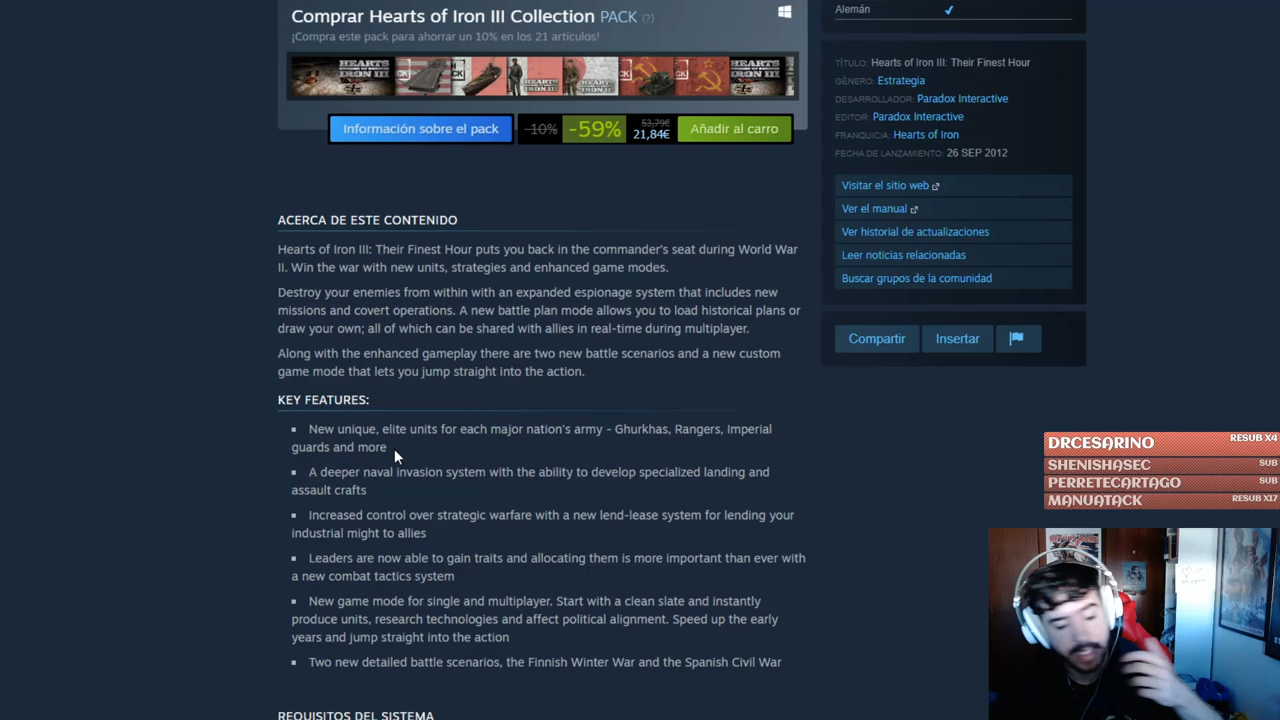 Comprar Hearts of Iron III Collection PACK (?)
¡Compra este pack para ahorrar un 10% en los 21 artículos!
HEARTS
IRON III
HEARTS
IRON III
Información sobre el pack
-10%
-59%
53,79€
21,84€
Añadir al carro
ACERCA DE ESTE CONTENIDO
Hearts of Iron III: Their Finest Hour puts you back in the commander's seat during World War
II. Win the war with new units, strategies and enhanced game modes.
Destroy your enemies from within with an expanded espionage system that includes new
missions and covert operations. A new battle plan mode allows you to load historical plans or
draw your own; all of which can be shared with allies in real-time during multiplayer.
Along with the enhanced gameplay there are two new battle scenarios and a new custom
game mode that lets you jump straight into the action.
KEY FEATURES:
New unique, elite units for each major nation's army - Ghurkhas, Rangers, Imperial
guards and more
A deeper naval invasion system with the ability to develop specialized landing and
assault crafts
Increased control over strategic warfare with a new lend-lease system for lending your
industrial might to allies
Leaders are now able to gain traits and allocating them is more important than ever with
a new combat tactics system
New game mode for single and multiplayer. Start with a clean slate and instantly
produce units, research technologies and affect political alignment. Speed up the early
years and jump straight into the action
Two new detailed battle scenarios, the Finnish Winter War and the Spanish Civil War
REQUISITOS DEL SISTEMA
Alemán
TÍTULO: Hearts of Iron III: Their Finest Hour
GÉNERO: Estrategia
DESARROLLADOR: Paradox Interactive
EDITOR: Paradox Interactive
FRANQUICIA: Hearts of Iron
FECHA DE LANZAMIENTO: 26 SEP 2012
Visitar el sitio web
Ver el manual
Ver historial de actualizaciones
Leer noticias relacionadas
Buscar grupos de la comunidad
Compartir
Insertar
DRCESARINO RESUB X4
SHENISHASEC SUB
PERRETECARTAGO SUB
MANUATACK RESUB X17